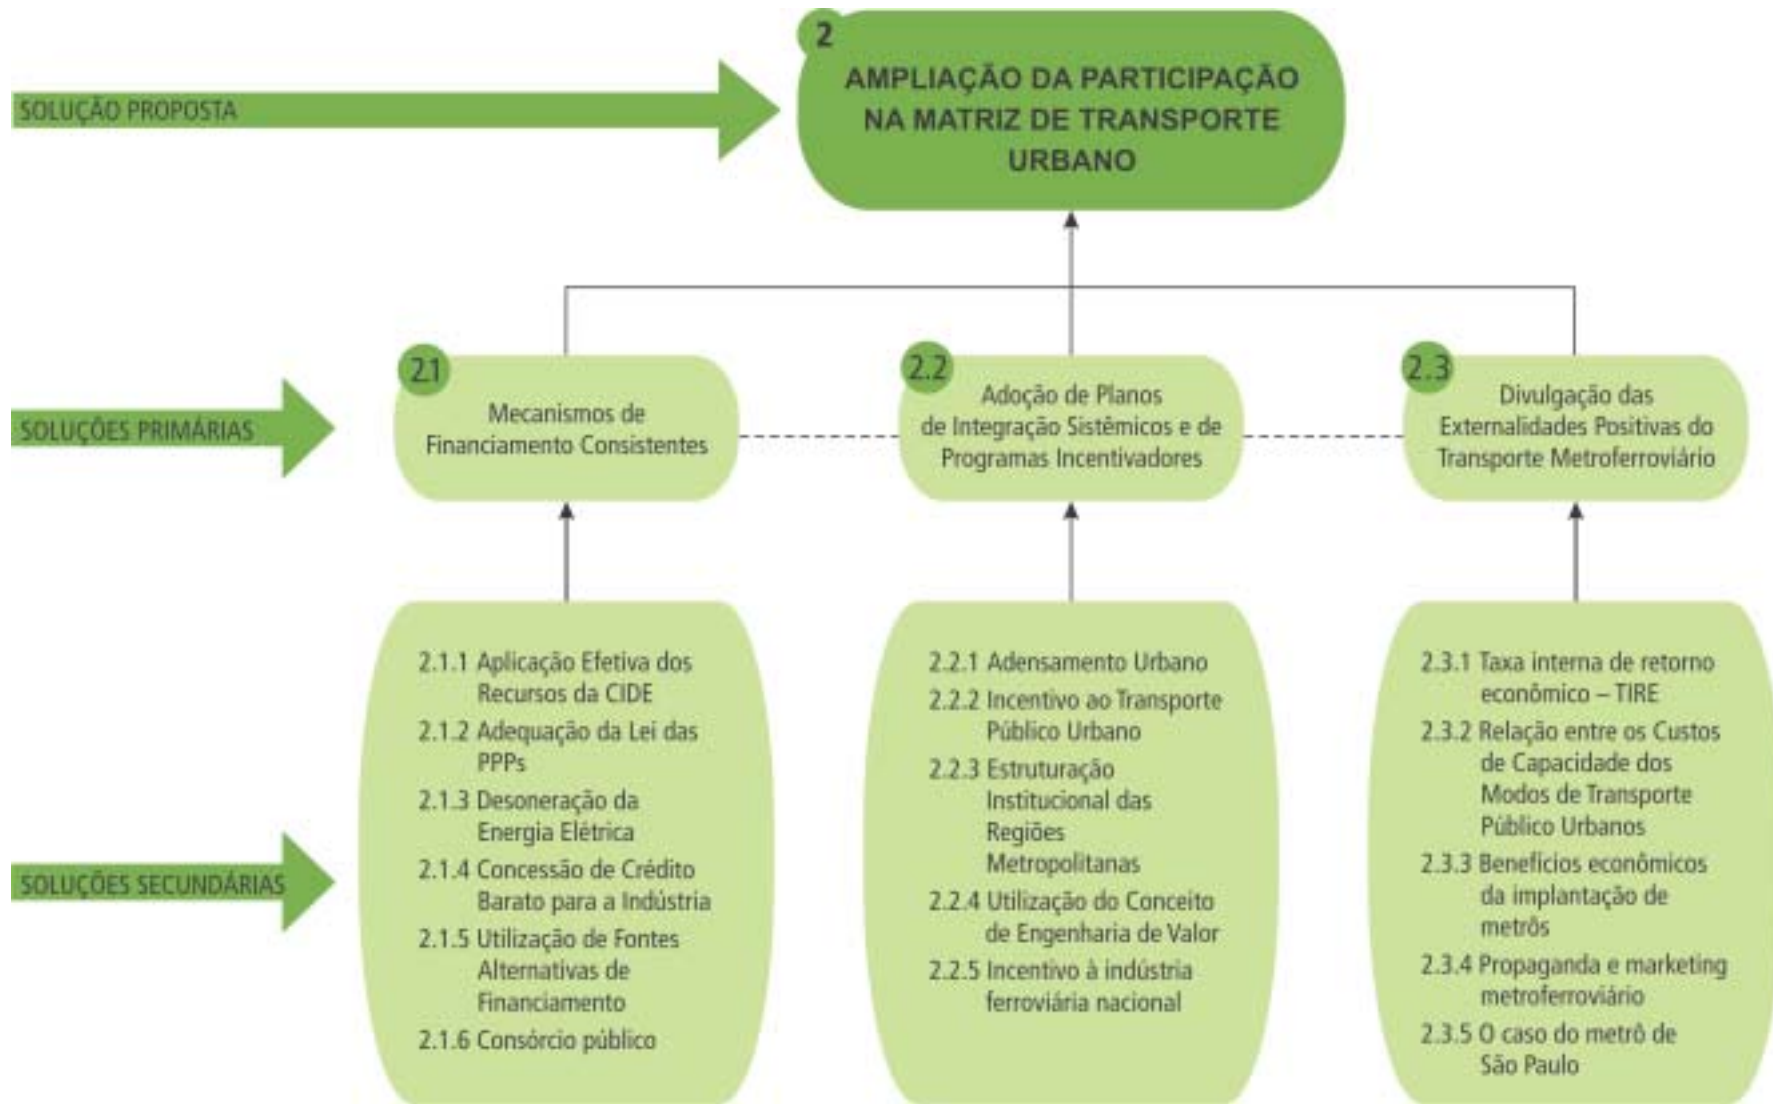 2
AMPLIAÇÃO DA PARTICIPAÇÃO
NA MATRIZ DE TRANSPORTE
URBANO
SOLUÇÃO PROPOSTA
SOLUÇÕES PRIMÁRIAS
2.1
Mecanismos de
Financiamento Consistentes
2.2
Adoção de Planos
de Integração Sistêmicos e de
Programas Incentivadores
2.3
Divulgação das
Externalidades Positivas do
Transporte Metroferroviário
SOLUÇÕES SECUNDÁRIAS
2.1.1 Aplicação Efetiva dos
Recursos da CIDE
2.1.2 Adequação da Lei das
PPPs
2.1.3 Desoneração da
Energia Elétrica
2.1.4 Concessão de Crédito
Barato para a Indústria
2.1.5 Utilização de Fontes
Alternativas de
Financiamento
2.1.6 Consórcio público
2.2.1 Adensamento Urbano
2.2.2 Incentivo ao Transporte
Público Urbano
2.2.3 Estruturação
Institucional das
Regiões
Metropolitanas
2.2.4 Utilização do Conceito
de Engenharia de Valor
2.2.5 Incentivo à indústria
ferroviária nacional
2.3.1 Taxa interna de retorno
econômico – TIRE
2.3.2 Relação entre os Custos
de Capacidade dos
Modos de Transporte
Público Urbanos
2.3.3 Benefícios econômicos
da implantação de
metrôs
2.3.4 Propaganda e marketing
metroferroviário
2.3.5 O caso do metrô de
São Paulo